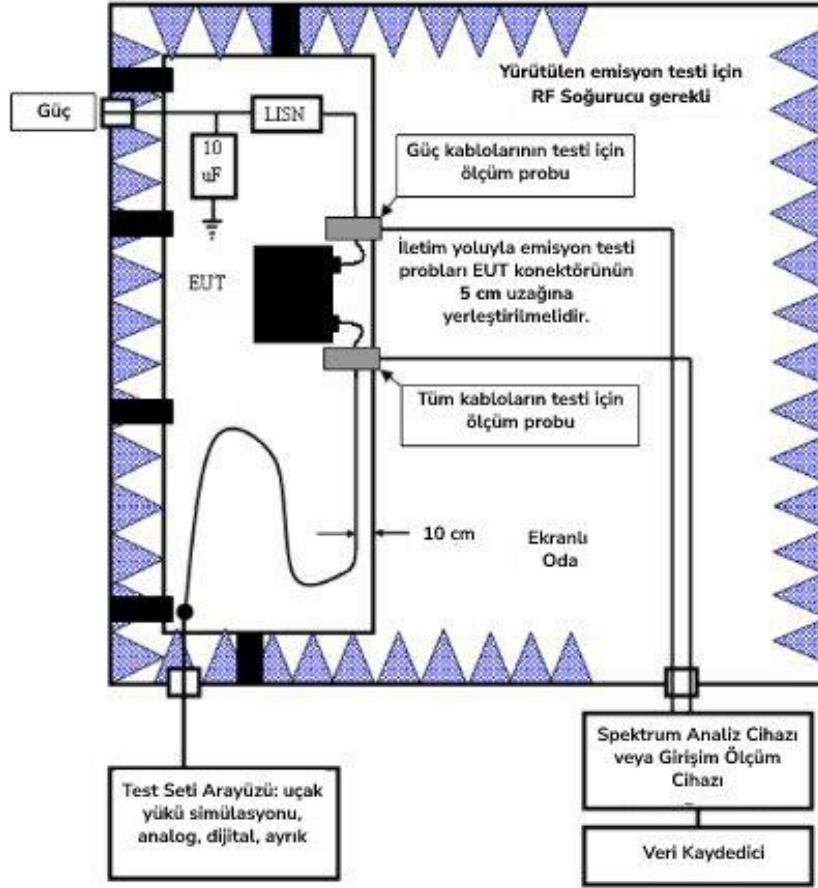 Yürütülen emisyon testi için
RF Soğurucu gerekli
Güç
LISN
10
uF
Güç kablolarının testi için
ölçüm probu
EUT
İletim yoluyla emisyon testi
probları EUT konektörünün
5 cm uzağına
yerleştirilmelidir.
Tüm kabloların testi için
ölçüm probu
10 cm
Ekranlı
Oda
Test Seti Arayüzü: uçak
yükü simülasyonu,
analog, dijital, ayrık
Spektrum Analiz Cihazı
veya Girişim Ölçüm
Cihazı
Veri Kaydedici